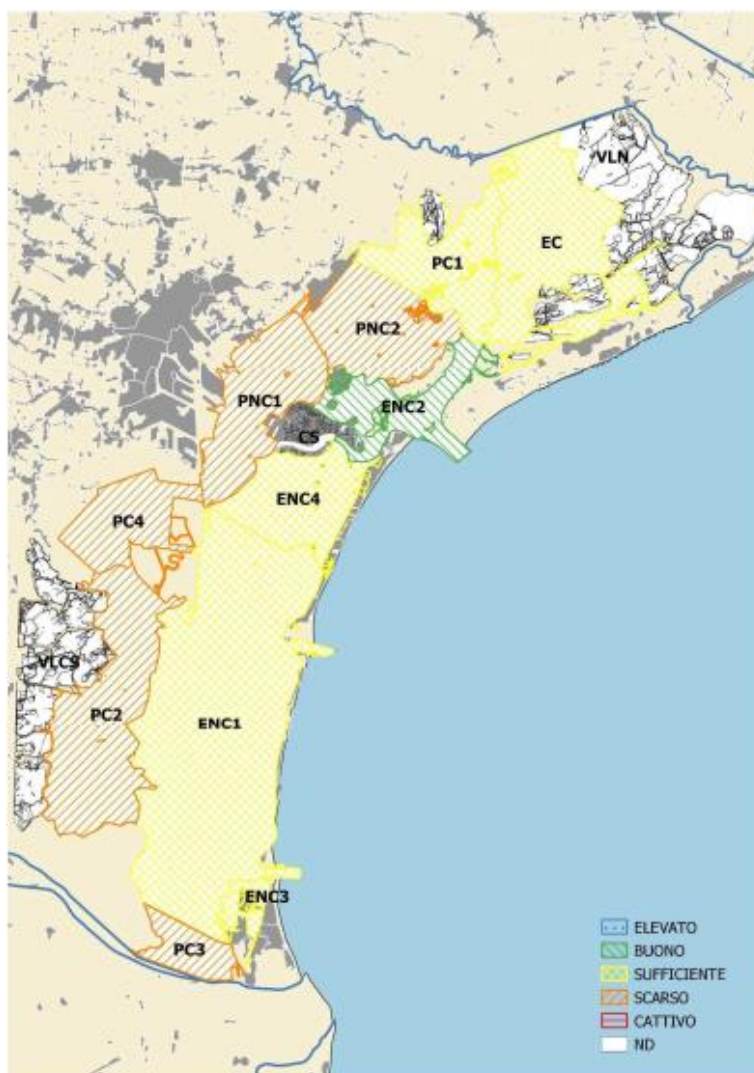 VLN
EC
PC1
PNC2
PNC1
ENC2
CS
ENC4
PC4
VLCS
PC2
ENC1
ENC3
PC3
ELEVATO
BUONO
SUFFICIENTE
SCARSO
CATTIVO
ND